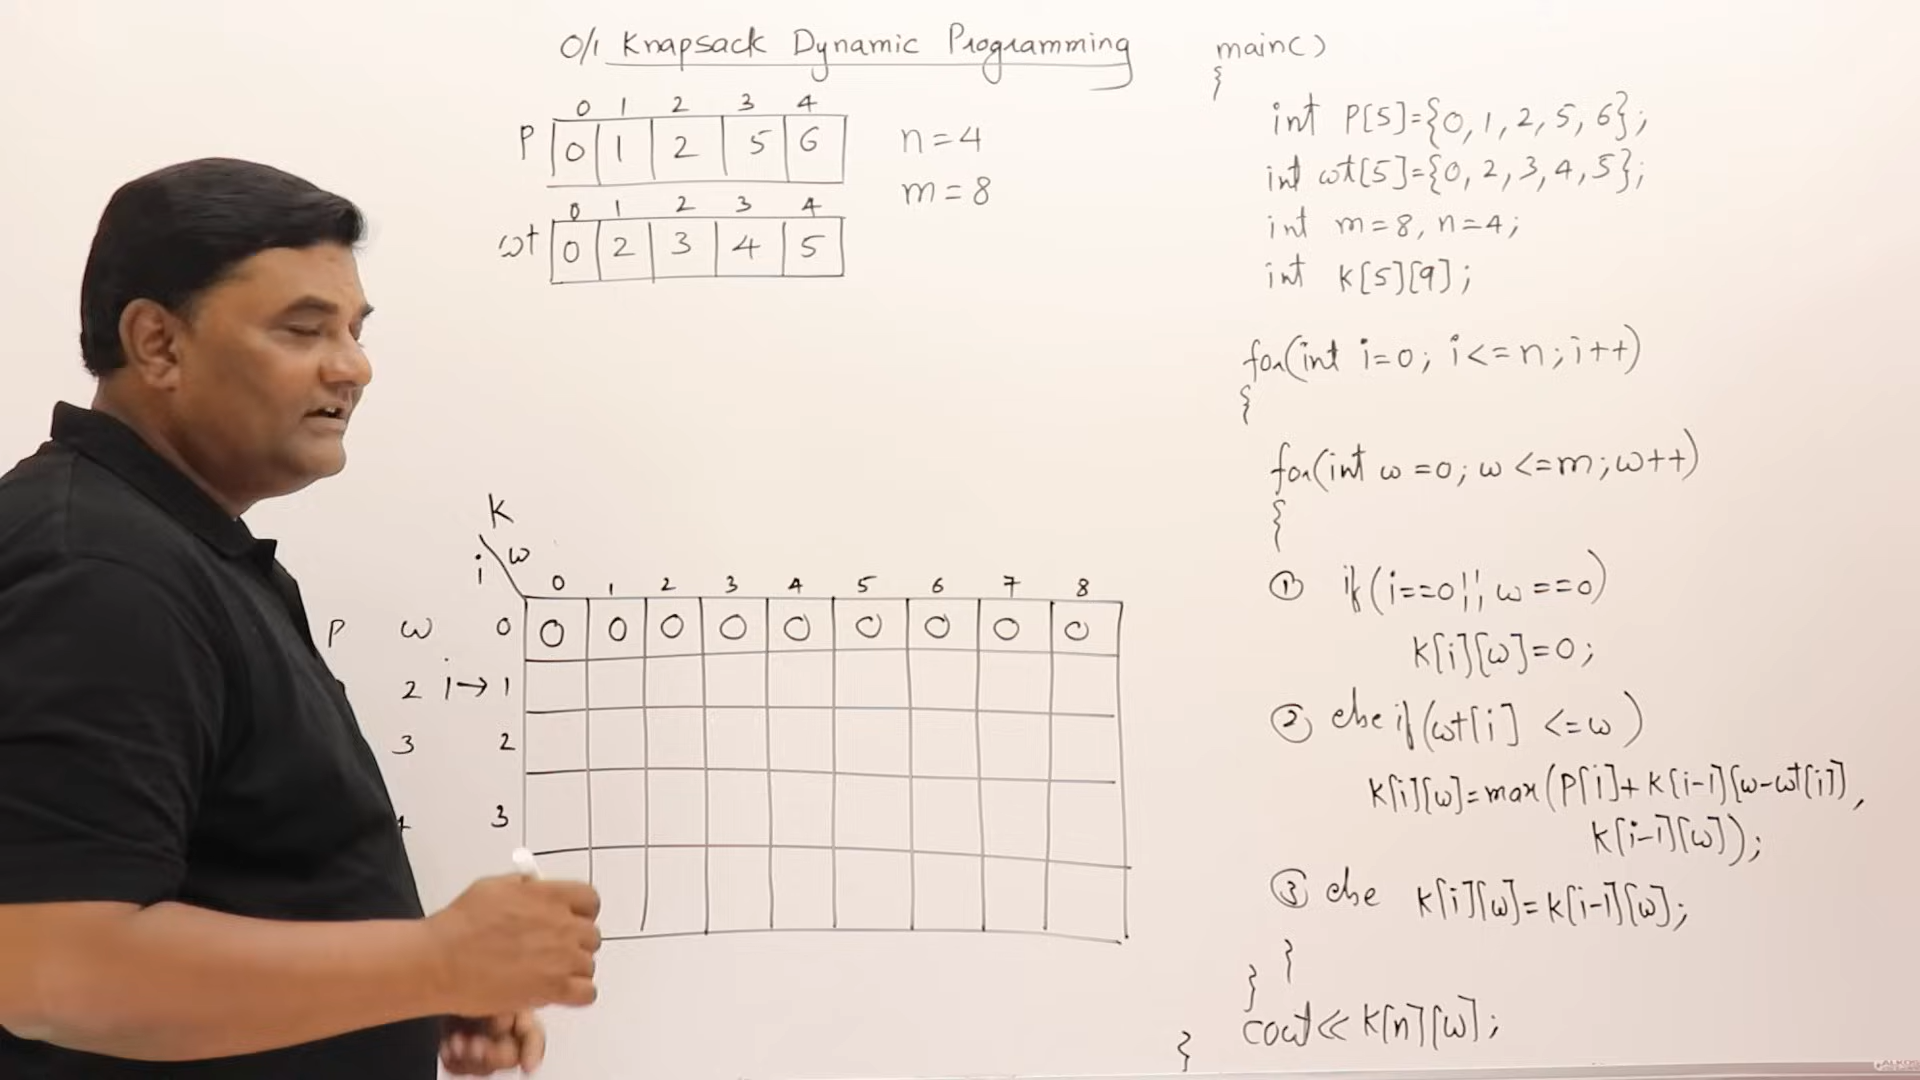 0/1 Knapsack Dynamic Programming
0 1 2 3 4
P 0 1 2 5 6
n=4
m=8
0 1 2 3 4
wt 0 2 3 4 5
K
i w
0 1 2 3 4 5 6 7 8
P w 0 0 0 0 0 0 0 0 0 0
2 i→ 1
3 2
4 3
main()
{
int P[5]={0,1,2,5,6};
int wt[5]={0,2,3,4,5};
int m=8, n=4;
int K[5][9];
for(int i=0; i<=n; i++)
{
for(int w=0; w<=m; w++)
{
① if(i==0||w==0)
K[i][w]=0;
② else if(wt[i] <=w)
K[i][w]=max(P[i]+K[i-1][w-wt[i]],
K[i-1][w]);
③ else K[i][w]=K[i-1][w];
}
}
cout<<K[n][w];
}